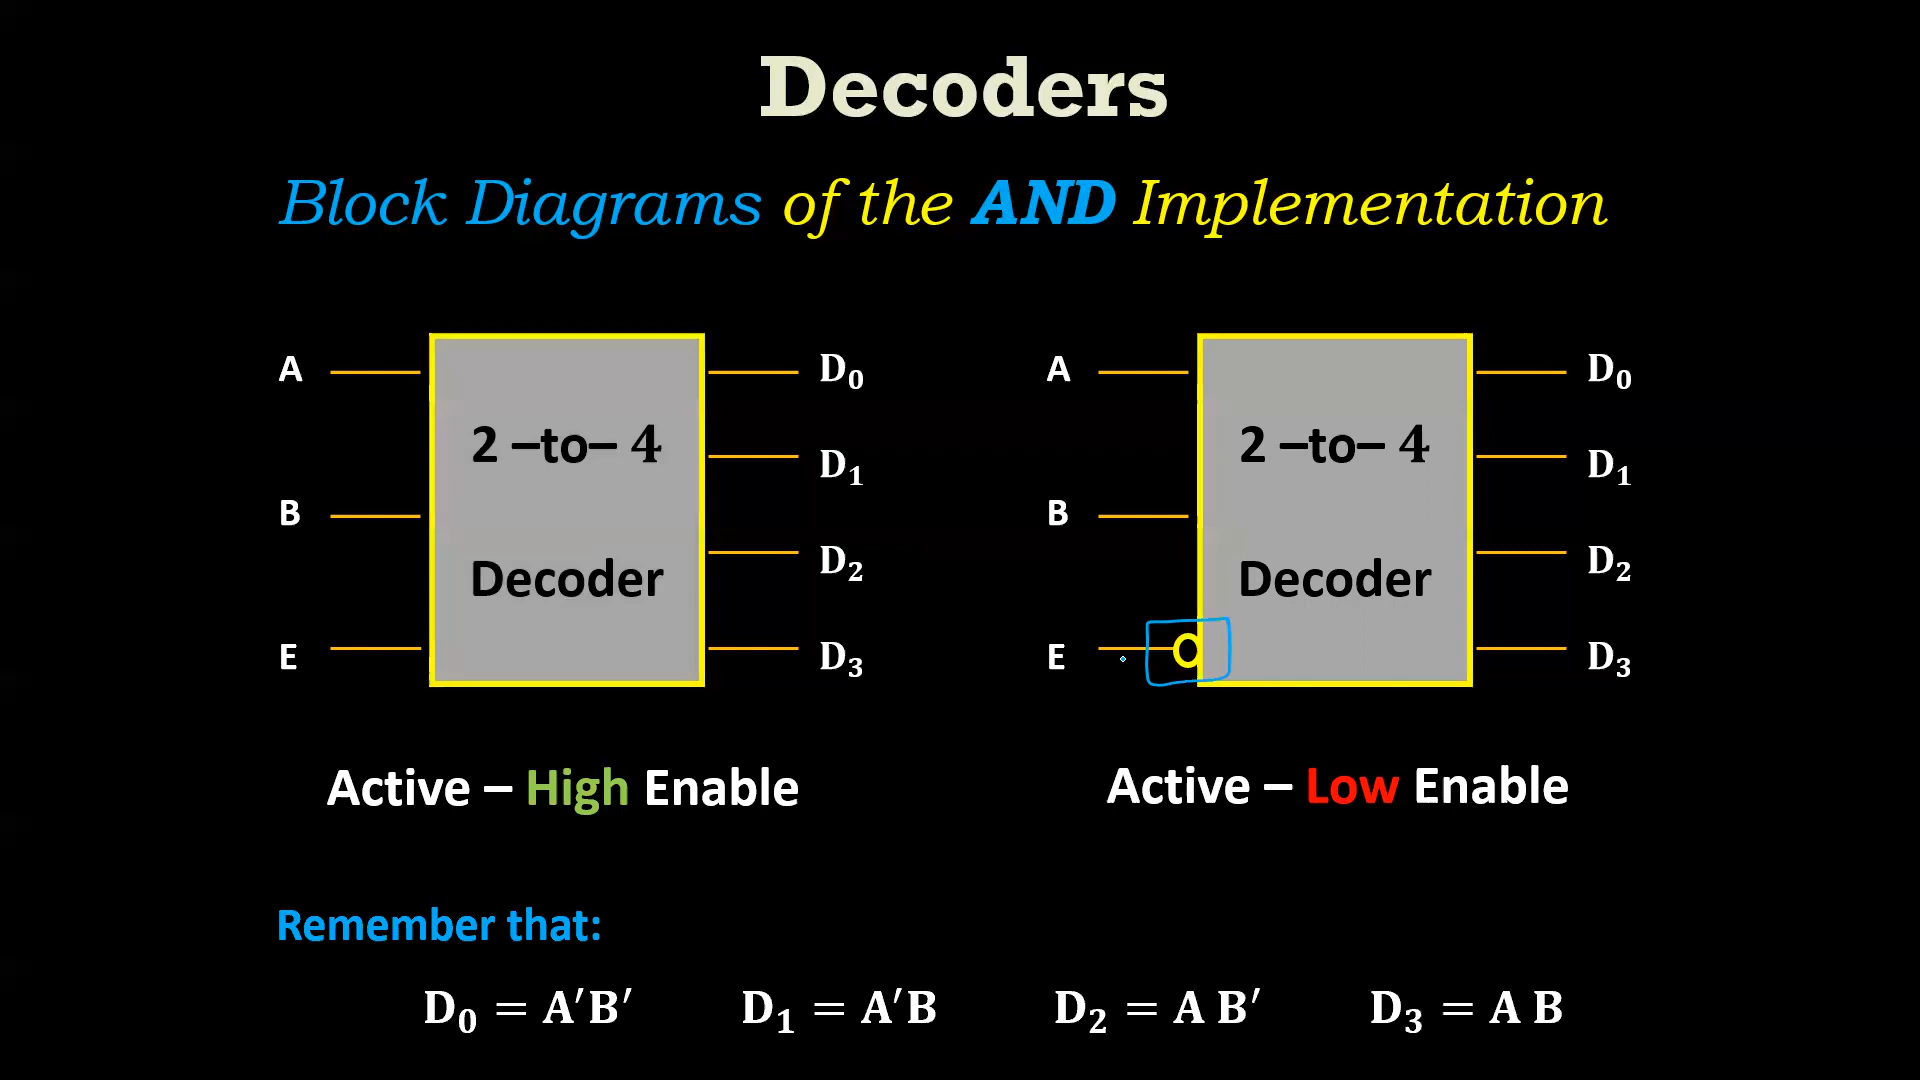 Decoders
Block Diagrams of the AND Implementation
A
2 –to– 4
Decoder
B
E
D₀
D₁
D₂
D₃
Active – High Enable
A
2 –to– 4
Decoder
B
E
D₀
D₁
D₂
D₃
Active – Low Enable
Remember that:
D₀ = A′B′ D₁ = A′B D₂ = A B′ D₃ = A B